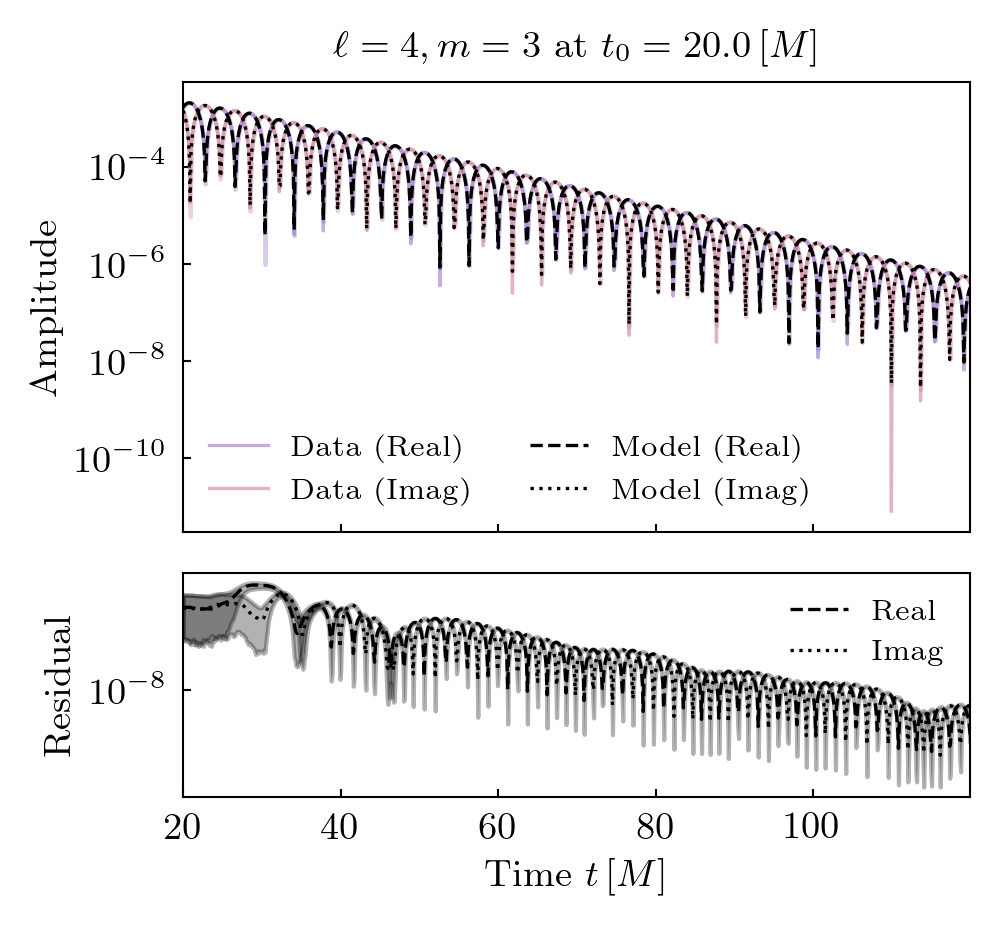 ℓ = 4, m = 3 at t₀ = 20.0 [M]
Amplitude
10⁻⁴
10⁻⁶
10⁻⁸
10⁻¹⁰
Data (Real)
Data (Imag)
Model (Real)
Model (Imag)
Residual
10⁻⁸
Real
Imag
20 40 60 80 100
Time t [M]